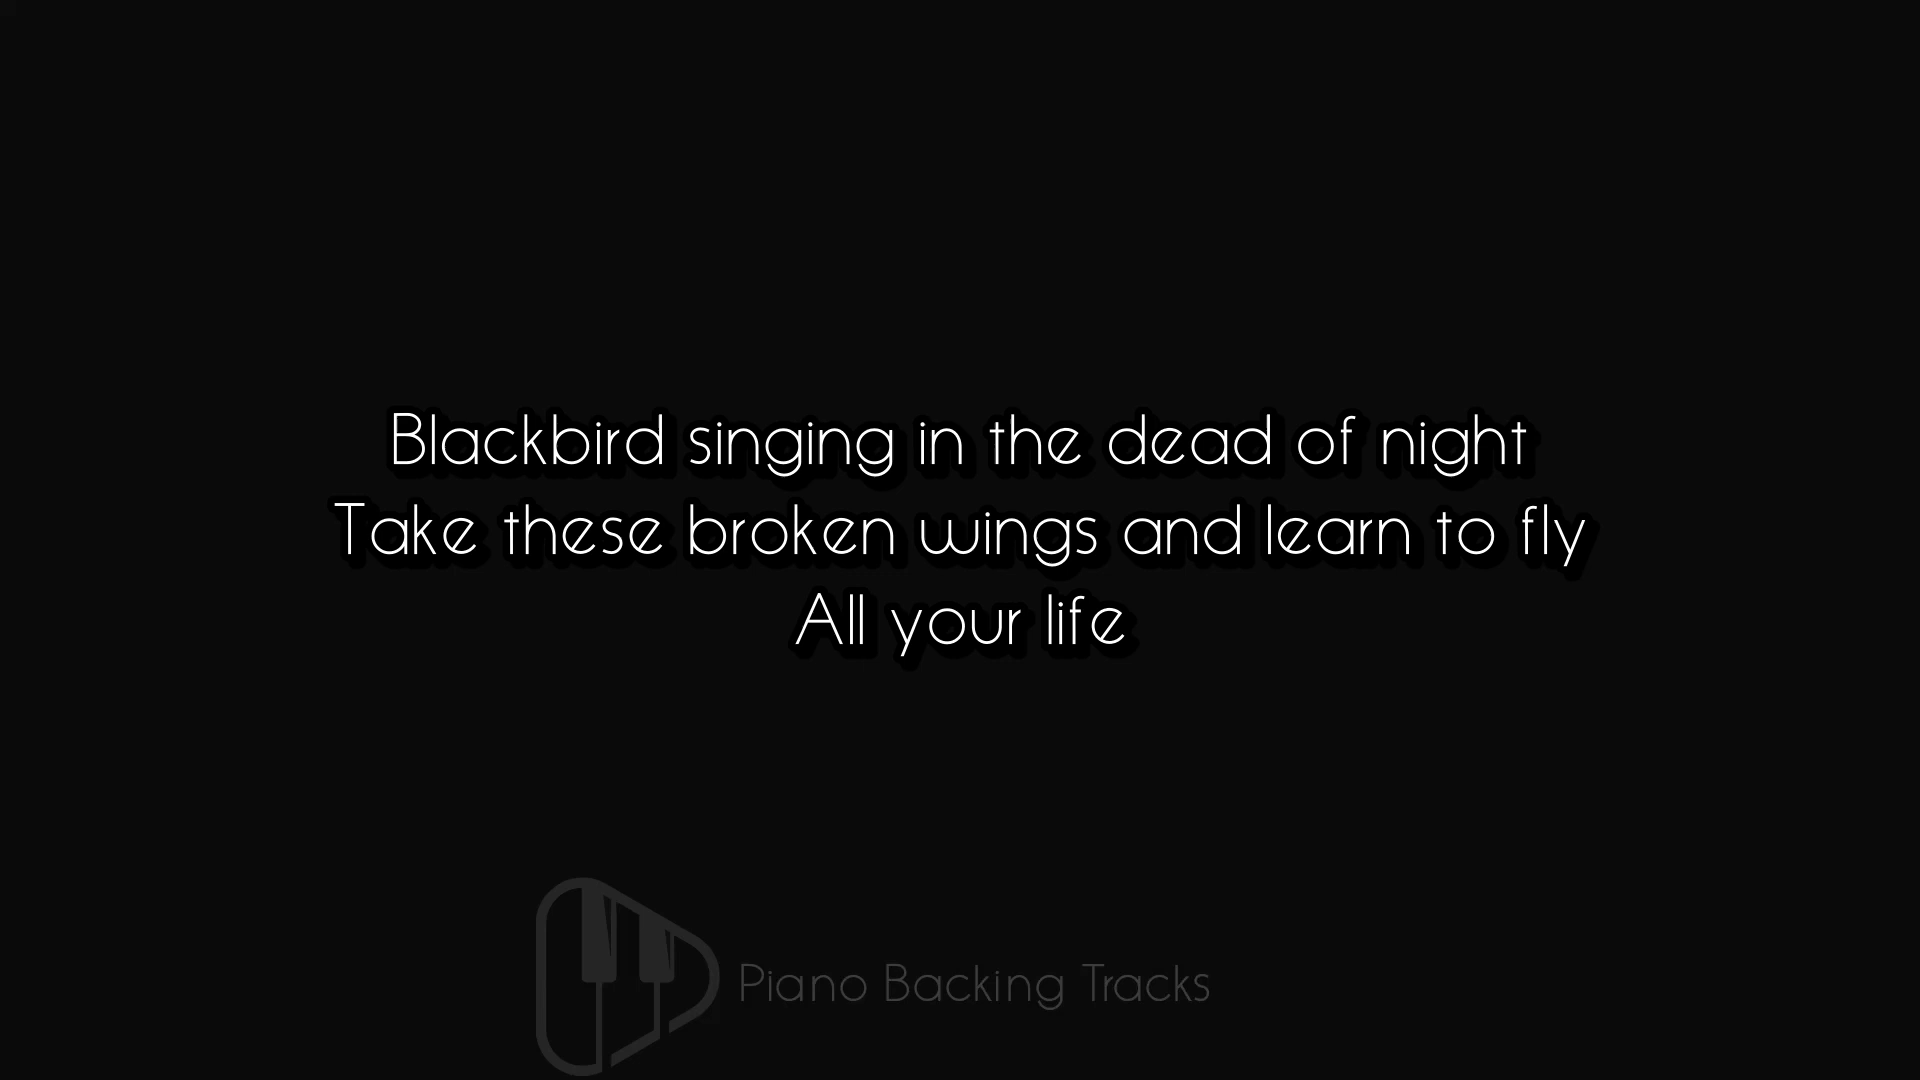 Blackbird singing in the dead of night
Take these broken wings and learn to fly
All your life
Piano Backing Tracks